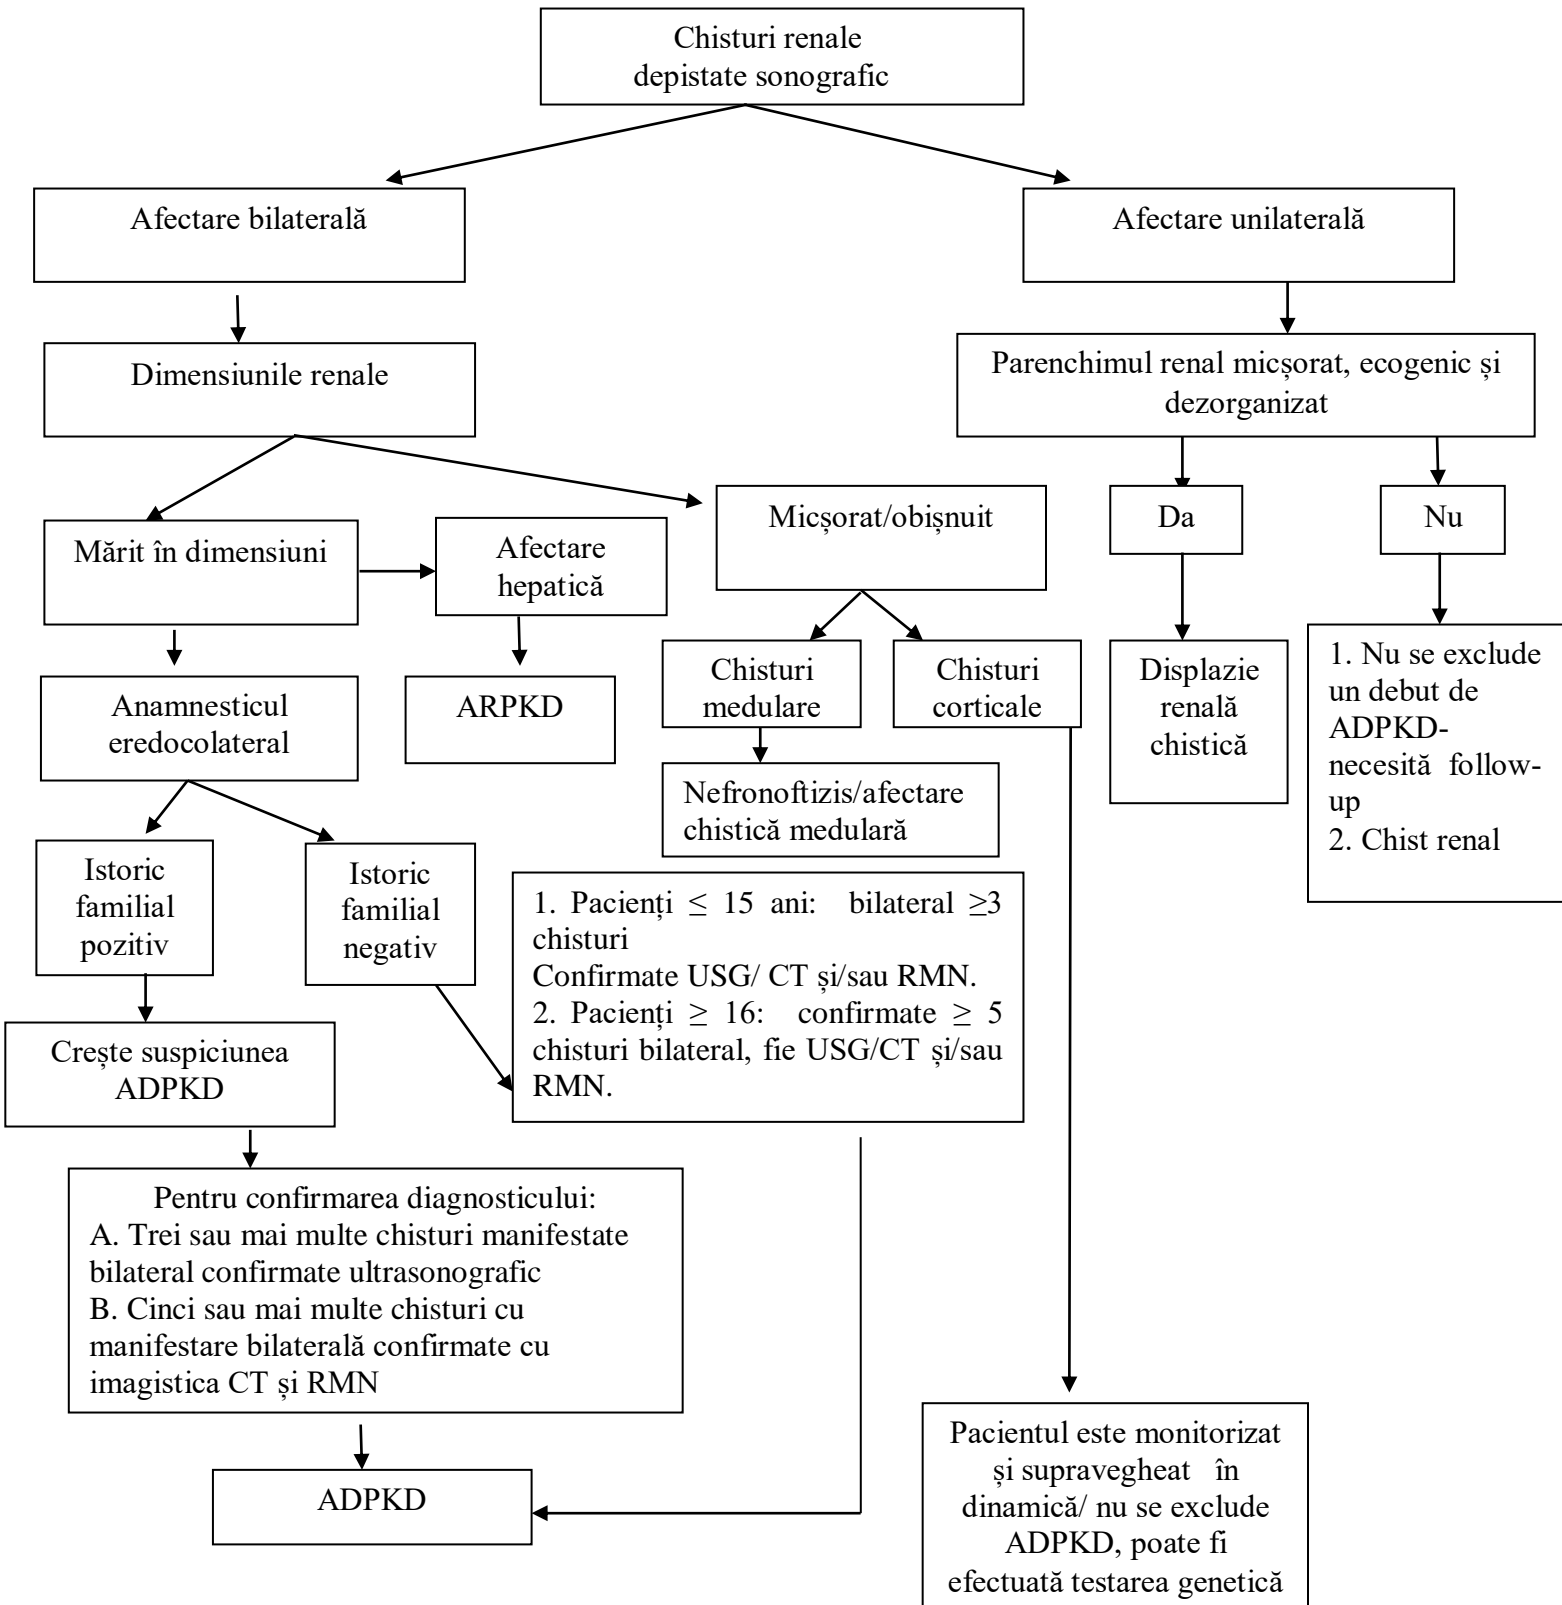 Chisturi renale
depistate sonografic
Afectare bilaterală
Afectare unilaterală
Dimensiunile renale
Parenchimul renal micșorat, ecogenic și
dezorganizat
Mărit în dimensiuni
Afectare
hepatică
Micșorat/obișnuit
Da
Nu
Anamnesticul
eredocolateral
ARPKD
Chisturi
medulare
Chisturi
corticale
Displazie
renală
chistică
1. Nu se exclude
un debut de
ADPKD-
necesită follow-
up
2. Chist renal
Nefronoftizis/afectare
chistică medulară
Istoric
familial
pozitiv
Istoric
familial
negativ
1. Pacienți ≤ 15 ani: bilateral ≥3
chisturi
Confirmate USG/ CT și/sau RMN.
2. Pacienți ≥ 16: confirmate ≥ 5
chisturi bilateral, fie USG/CT și/sau
RMN.
Crește suspiciunea
ADPKD
Pentru confirmarea diagnosticului:
A. Trei sau mai multe chisturi manifestate
bilateral confirmate ultrasonografic
B. Cinci sau mai multe chisturi cu
manifestare bilaterală confirmate cu
imagistica CT și RMN
ADPKD
Pacientul este monitorizat
și supravegheat în
dinamică/ nu se exclude
ADPKD, poate fi
efectuată testarea genetică